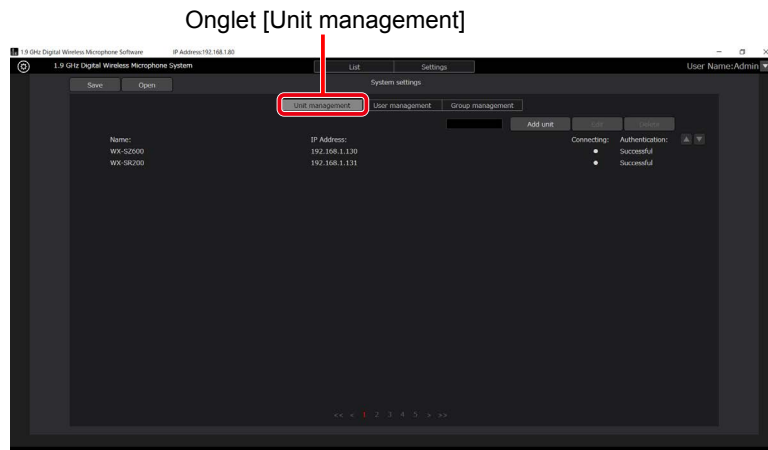 Onglet [Unit management]
1.9 GHz Digital Wireless Microphone Software IP Address:192.168.1.80
1.9 GHz Digital Wireless Microphone System List Settings User Name:Admin
Save Open System settings
Unit management User management Group management
Add unit Edit Delete
Name: IP Address: Connecting: Authentication:
WX-SZ600 192.168.1.130 Successful
WX-SR200 192.168.1.131 Successful
<< < 1 2 3 4 5 > >>